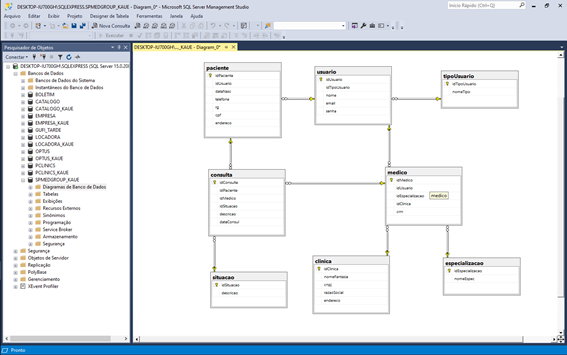 DESKTOP-IU700GH\SQLEXPRESS.SPMEDGROUP_KAUE - Diagram_0* - Microsoft SQL Server Management Studio
Início Rápido (Ctrl+Q)
Arquivo Editar Exibir Projeto Designer de Tabela Ferramentas Janela Ajuda
Nova Consulta
Executar
Pesquisador de Objetos
Conectar
DESKTOP-IU700GH\SQLEXPRESS (SQL Server 15.0.200
Bancos de Dados
Bancos de Dados do Sistema
Instantâneos do Banco de Dados
BOLETIM
CATALOGO
CATALOGO_KAUE
EMPRESA
EMPRESA_KAUE
GUFI_TARDE
LOCADORA
LOCADORA_KAUE
OPTUS
OPTUS_KAUE
PCLINICS
PCLINICS_KAUE
SPMEDGROUP_KAUE
Diagramas de Banco de Dados
Tabelas
Exibições
Recursos Externos
Sinônimos
Programação
Service Broker
Armazenamento
Segurança
Segurança
Objetos de Servidor
Replicação
PolyBase
Gerenciamento
XEvent Profiler
DESKTOP-IU700GH\..._KAUE - Diagram_0*
paciente
idPaciente
idUsuario
dataNasc
telefone
rg
cpf
endereco
usuario
idUsuario
idTipoUsuario
nome
email
senha
tipoUsuario
idTipoUsuario
nomeTipo
consulta
idConsulta
idPaciente
idMedico
idSituacao
descricao
dataConsul
medico
idMedico
idUsuario
idEspecializacao
idClinica
crm
medico
situacao
idSituacao
descricao
clinica
idClinica
nomeFantasia
cnpj
razaoSocial
endereco
especializacao
idEspecializacao
nomeEspec
Pronto